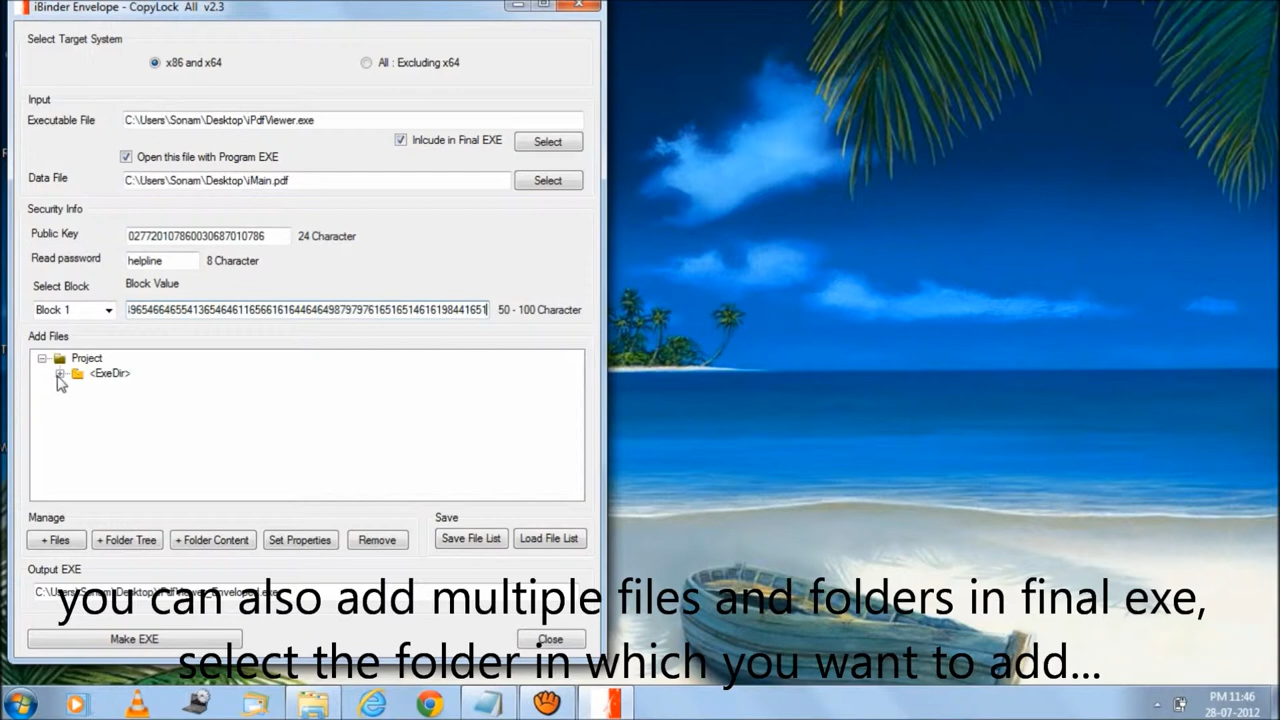 iBinder Envelope - CopyLock All v2.3
Select Target System
x86 and x64
All : Excluding x64
Input
Executable File
C:\Users\Sonam\Desktop\iPdfViewer.exe
Inlcude in Final EXE
Select
Open this file with Program EXE
Data File
C:\Users\Sonam\Desktop\iMain.pdf
Select
Security Info
Public Key
027720107860030687010786
24 Character
Read password
helpline
8 Character
Select Block
Block Value
Block 1
50 - 100 Character
Add Files
Project
<ExeDir>
Manage
Save
+ Files
+ Folder Tree
+ Folder Content
Set Properties
Remove
Save File List
Load File List
Output EXE
you can also add multiple files and folders in final exe,
Make EXE
Close
select the folder in which you want to add...
PM 11:46
28-07-2012